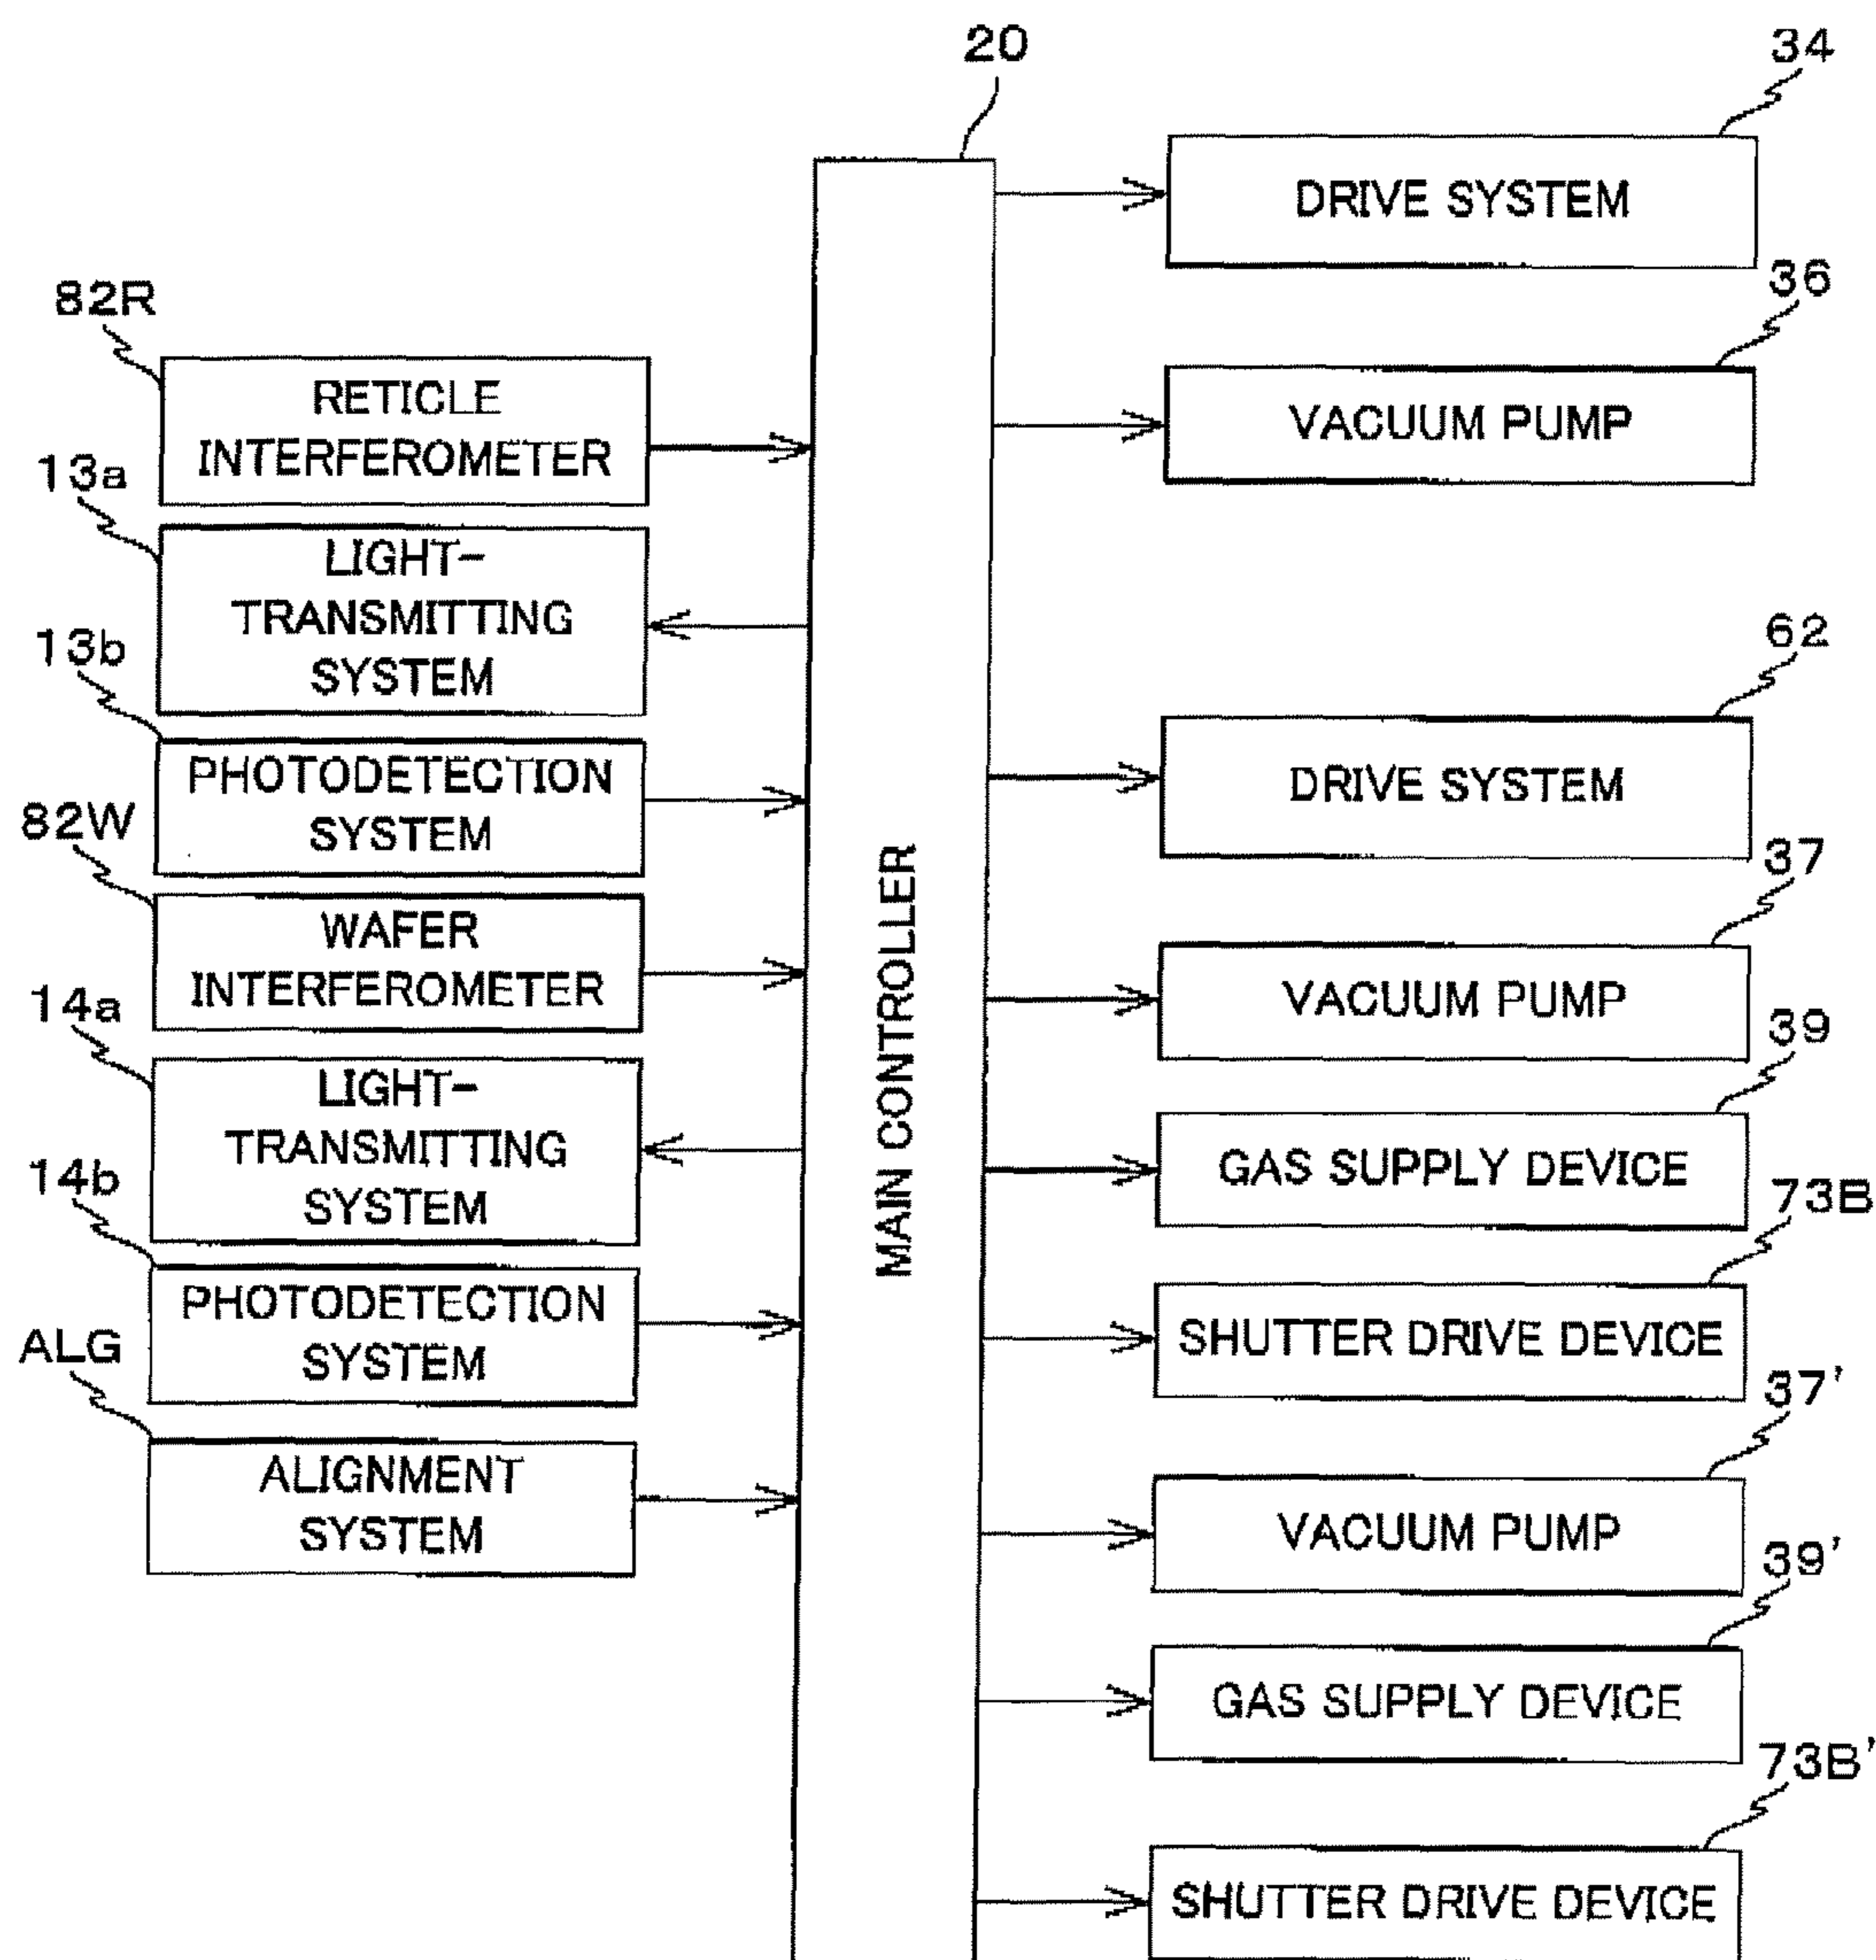 20
34
DRIVE SYSTEM
36
VACUUM PUMP
82R
RETICLE
INTERFEROMETER
13a
LIGHT-
TRANSMITTING
SYSTEM
13b
PHOTODETECTION
SYSTEM
82W
WAFER
INTERFEROMETER
14a
LIGHT-
TRANSMITTING
SYSTEM
14b
PHOTODETECTION
SYSTEM
ALG
ALIGNMENT
SYSTEM
MAIN CONTROLLER
62
DRIVE SYSTEM
37
VACUUM PUMP
39
GAS SUPPLY DEVICE
73B
SHUTTER DRIVE DEVICE
37'
VACUUM PUMP
39'
GAS SUPPLY DEVICE
73B'
SHUTTER DRIVE DEVICE